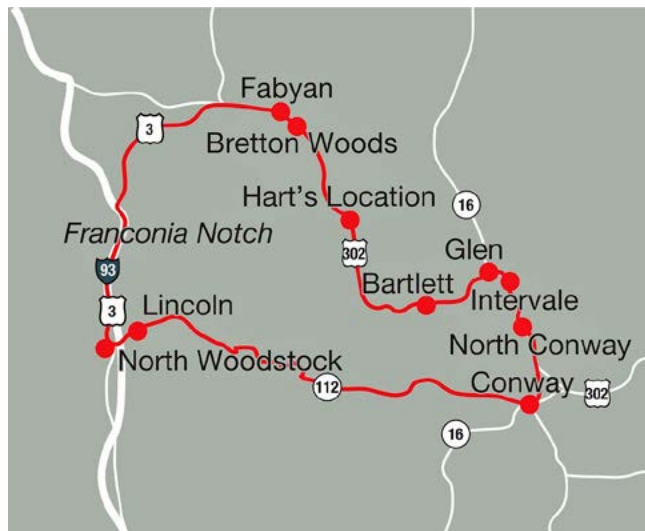 Fabyan
3
Bretton Woods
Hart's Location
16
Franconia Notch
302
Glen
93
Bartlett
Intervale
3
Lincoln
North Conway
North Woodstock
112
Conway
302
16